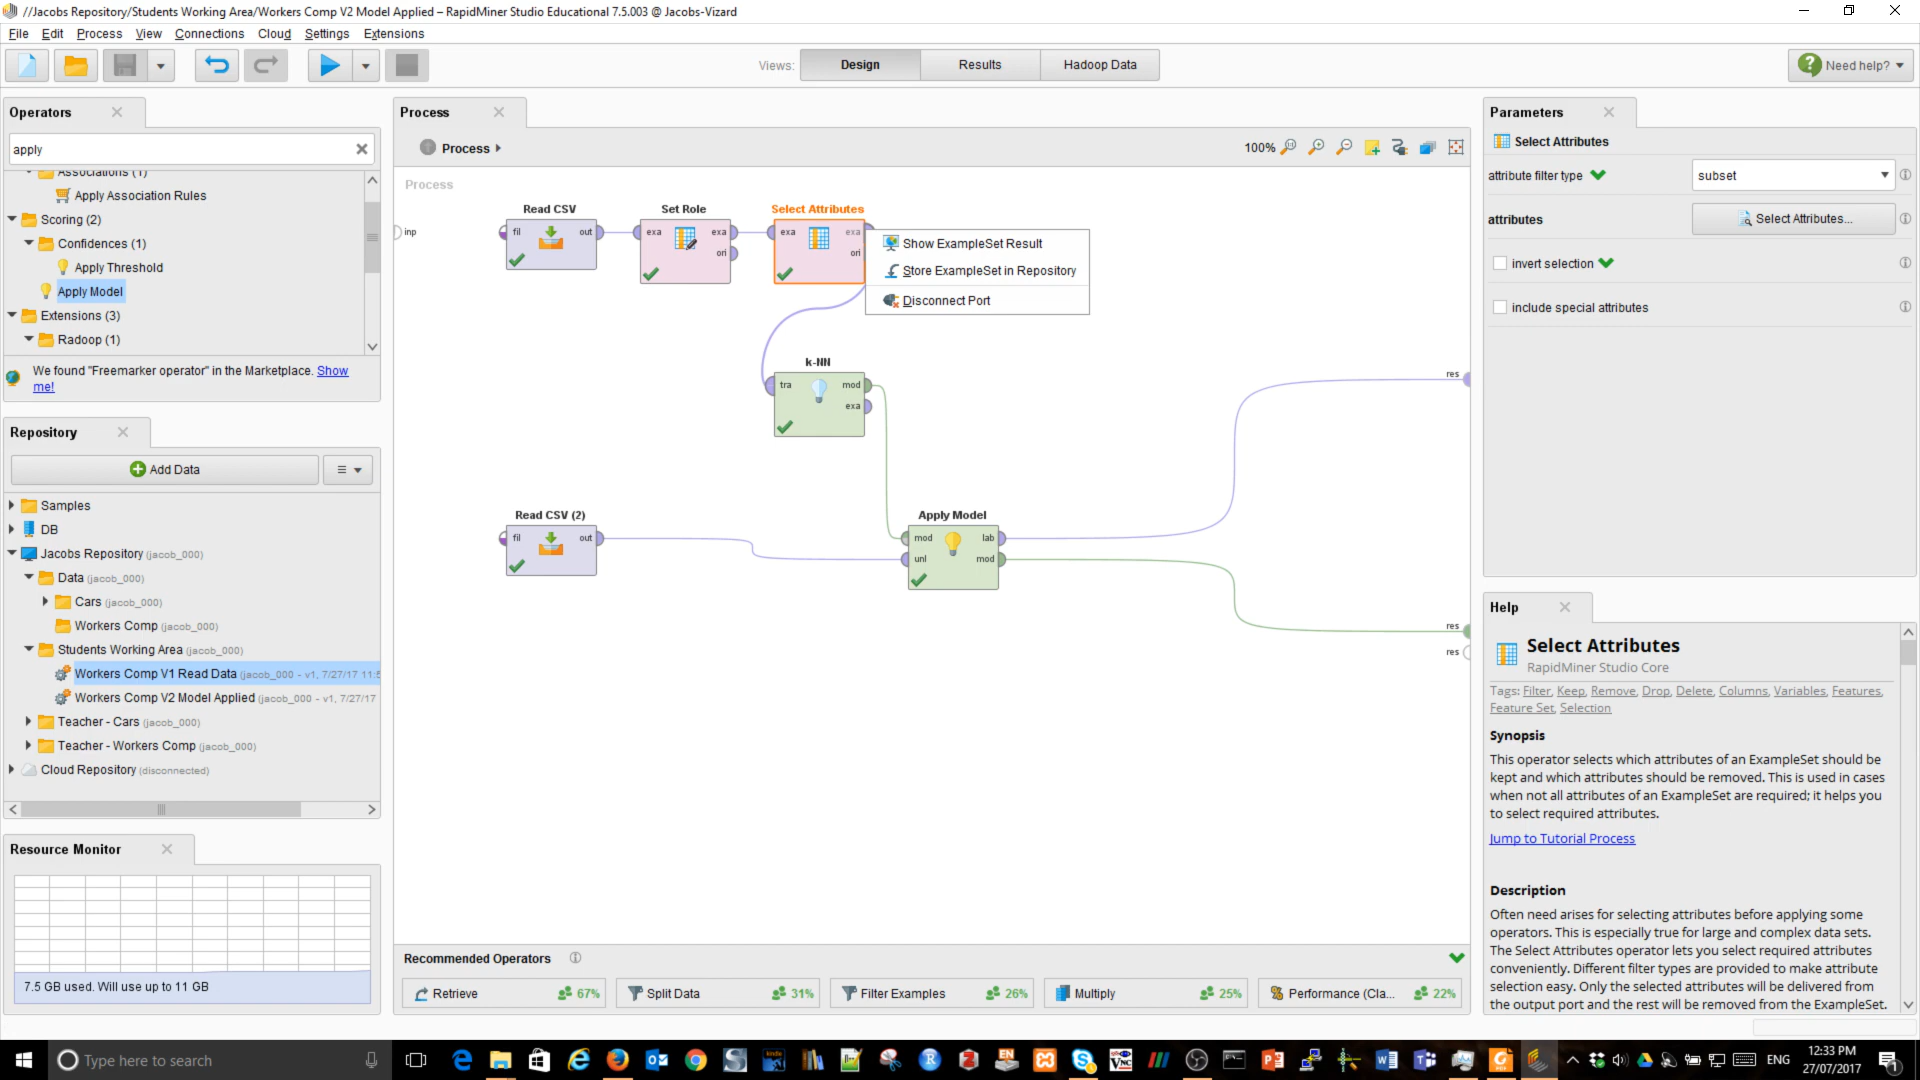 //Jacobs Repository/Students Working Area/Workers Comp V2 Model Applied – RapidMiner Studio Educational 7.5.003 @ Jacobs-Vizard
File Edit Process View Connections Cloud Settings Extensions
Views: Design Results Hadoop Data Need help?
Operators
apply
Associations (1)
Apply Association Rules
Scoring (2)
Confidences (1)
Apply Threshold
Apply Model
Extensions (3)
Radoop (1)
We found "Freemarker operator" in the Marketplace. Show
me!
Repository
Add Data
Samples
DB
Jacobs Repository (jacob_000)
Data (jacob_000)
Cars (jacob_000)
Workers Comp (jacob_000)
Students Working Area (jacob_000)
Workers Comp V1 Read Data (jacob_000 - v1, 7/27/17 11:5
Workers Comp V2 Model Applied (jacob_000 - v1, 7/27/17
Teacher - Cars (jacob_000)
Teacher - Workers Comp (jacob_000)
Cloud Repository (disconnected)
Resource Monitor
7.5 GB used. Will use up to 11 GB
Process
Process
100%
Process
inp
Read CSV
fil out
Set Role
exa exa
ori
Select Attributes
exa exa
ori
Show ExampleSet Result
Store ExampleSet in Repository
Disconnect Port
k-NN
tra mod
exa
res
Read CSV (2)
fil out
Apply Model
mod lab
unl mod
res
res
Recommended Operators
Retrieve 67%
Split Data 31%
Filter Examples 26%
Multiply 25%
Performance (Cla... 22%
Parameters
Select Attributes
attribute filter type subset
attributes Select Attributes...
invert selection
include special attributes
Help
Select Attributes
RapidMiner Studio Core
Tags: Filter, Keep, Remove, Drop, Delete, Columns, Variables, Features,
Feature Set, Selection
Synopsis
This operator selects which attributes of an ExampleSet should be
kept and which attributes should be removed. This is used in cases
when not all attributes of an ExampleSet are required; it helps you
to select required attributes.
Jump to Tutorial Process
Description
Often need arises for selecting attributes before applying some
operators. This is especially true for large and complex data sets.
The Select Attributes operator lets you select required attributes
conveniently. Different filter types are provided to make attribute
selection easy. Only the selected attributes will be delivered from
the output port and the rest will be removed from the ExampleSet.
Type here to search
ENG
12:33 PM
27/07/2017